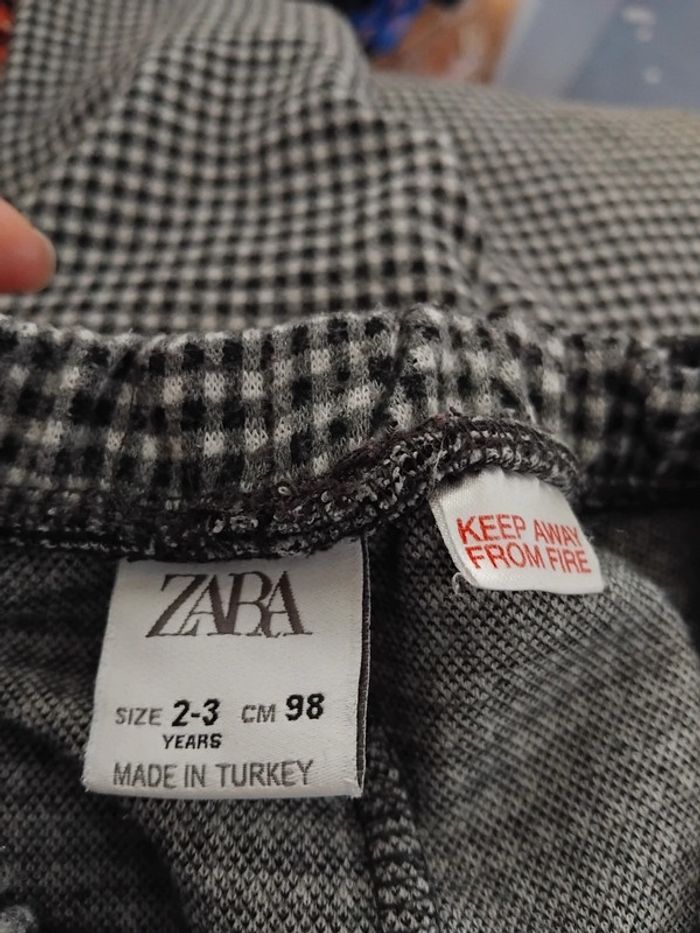 ZARA
SIZE 2-3 CM 98
YEARS
MADE IN TURKEY
KEEP AWAY
FROM FIRE